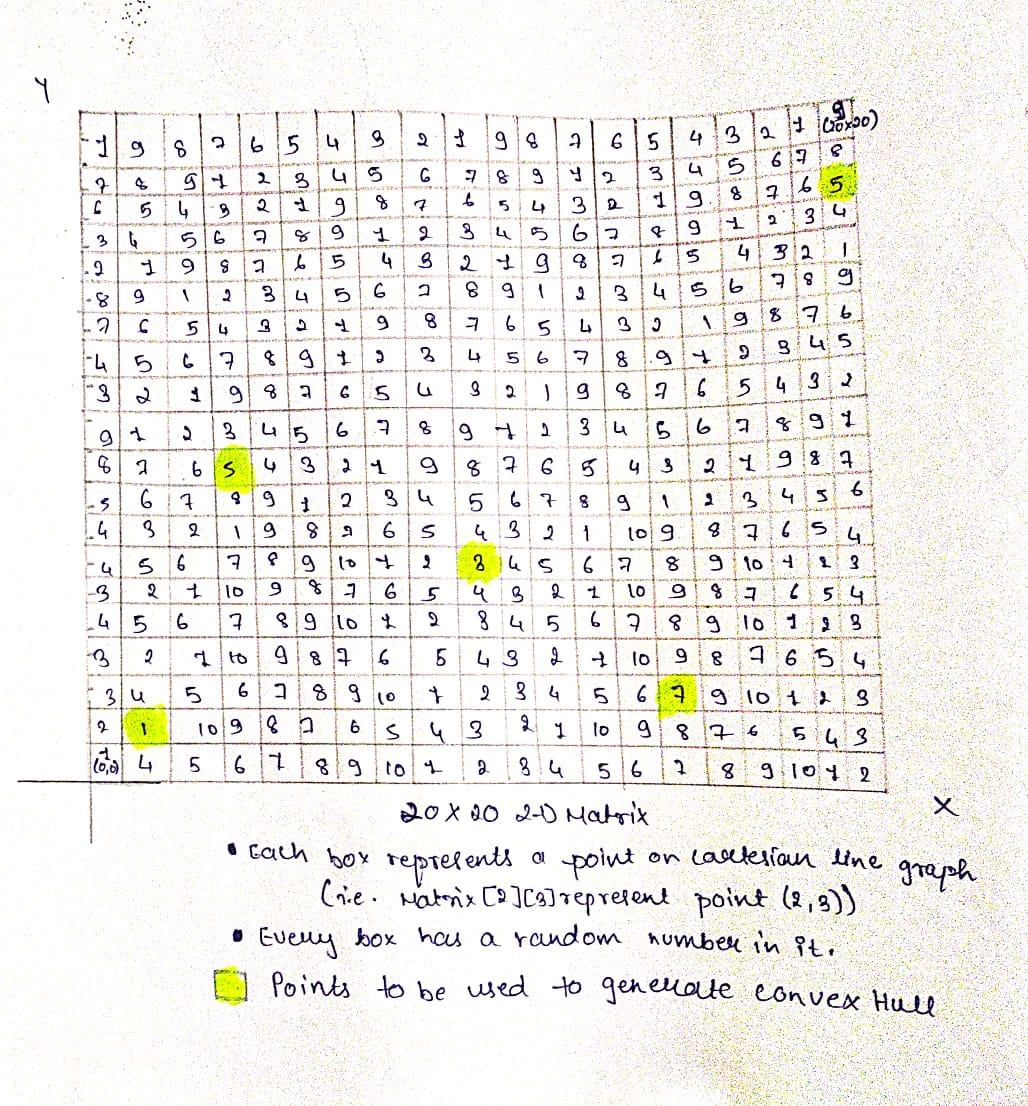 Y
1 9 8 7 6 5 4 3 2 1 9 8 7 6 5 4 3 2 1 9
(20x20)
7 8 9 1 2 3 4 5 6 7 8 9 1 2 3 4 5 6 7 8
6 5 4 3 2 1 9 8 7 6 5 4 3 2 1 9 8 7 6 5
3 4 5 6 7 8 9 1 2 3 4 5 6 7 8 9 1 2 3 4
2 1 9 8 7 6 5 4 3 2 1 9 8 7 6 5 4 3 2 1
8 9 1 2 3 4 5 6 7 8 9 1 2 3 4 5 6 7 8 9
7 6 5 4 3 2 1 9 8 7 6 5 4 3 2 1 9 8 7 6
4 5 6 7 8 9 1 2 3 4 5 6 7 8 9 1 2 3 4 5
3 2 1 9 8 7 6 5 4 3 2 1 9 8 7 6 5 4 3 2
9 1 2 3 4 5 6 7 8 9 1 2 3 4 5 6 7 8 9 1
8 7 6 5 4 3 2 1 9 8 7 6 5 4 3 2 1 9 8 7
5 6 7 8 9 1 2 3 4 5 6 7 8 9 1 2 3 4 5 6
4 3 2 1 9 8 7 6 5 4 3 2 1 10 9 8 7 6 5 4
4 5 6 7 8 9 10 1 2 3 4 5 6 7 8 9 10 1 2 3
3 2 1 10 9 8 7 6 5 4 3 2 1 10 9 8 7 6 5 4
4 5 6 7 8 9 10 1 2 3 4 5 6 7 8 9 10 1 2 3
3 2 1 10 9 8 7 6 5 4 3 2 1 10 9 8 7 6 5 4
3 4 5 6 7 8 9 10 1 2 3 4 5 6 7 9 10 1 2 3
2 1 10 9 8 7 6 5 4 3 2 1 10 9 8 7 6 5 4 3
1 4 5 6 7 8 9 10 1 2 3 4 5 6 7 8 9 10 1 2
(0,0)
X
20 X 20 2-D Matrix
• Each box represents a point on cartesian line graph
(i.e. Matrix [2][3] represent point (2,3))
• Every box has a random number in it.
Points to be used to generate convex Hull